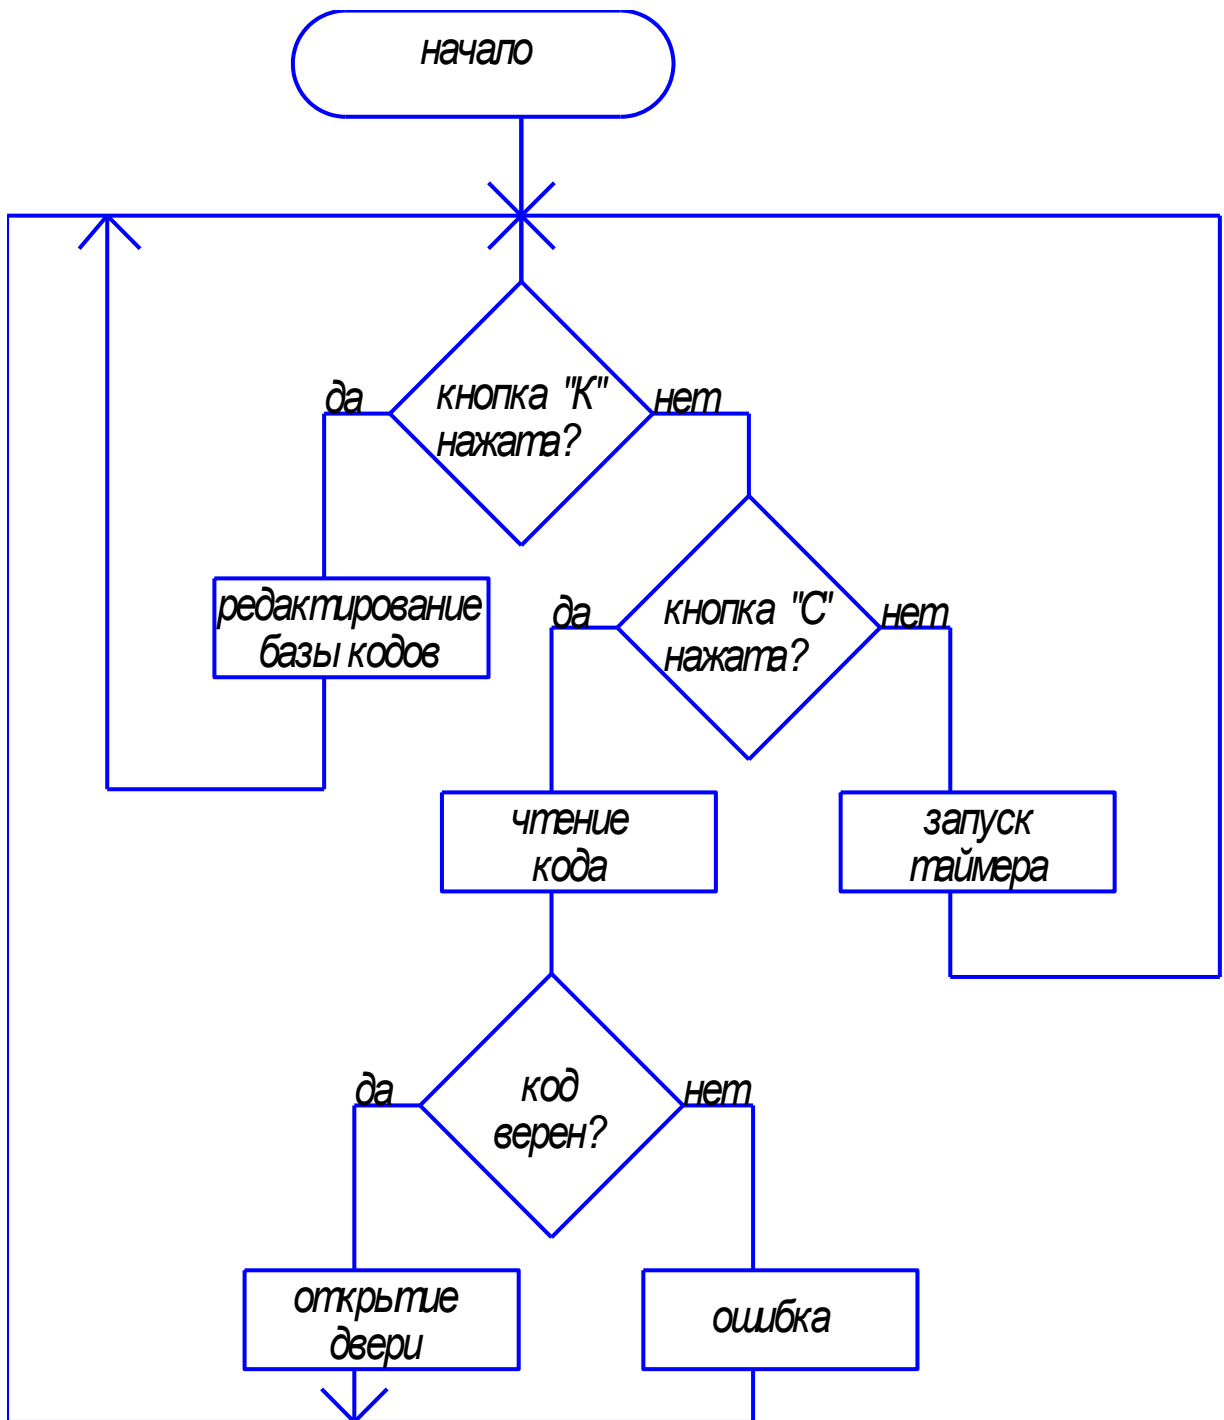 начало
да
кнопка "К"
нажата?
нет
редактирование
базы кодов
да
кнопка "С"
нажата?
нет
чтение
кода
запуск
таймера
да
код
верен?
нет
открытие
двери
ошибка